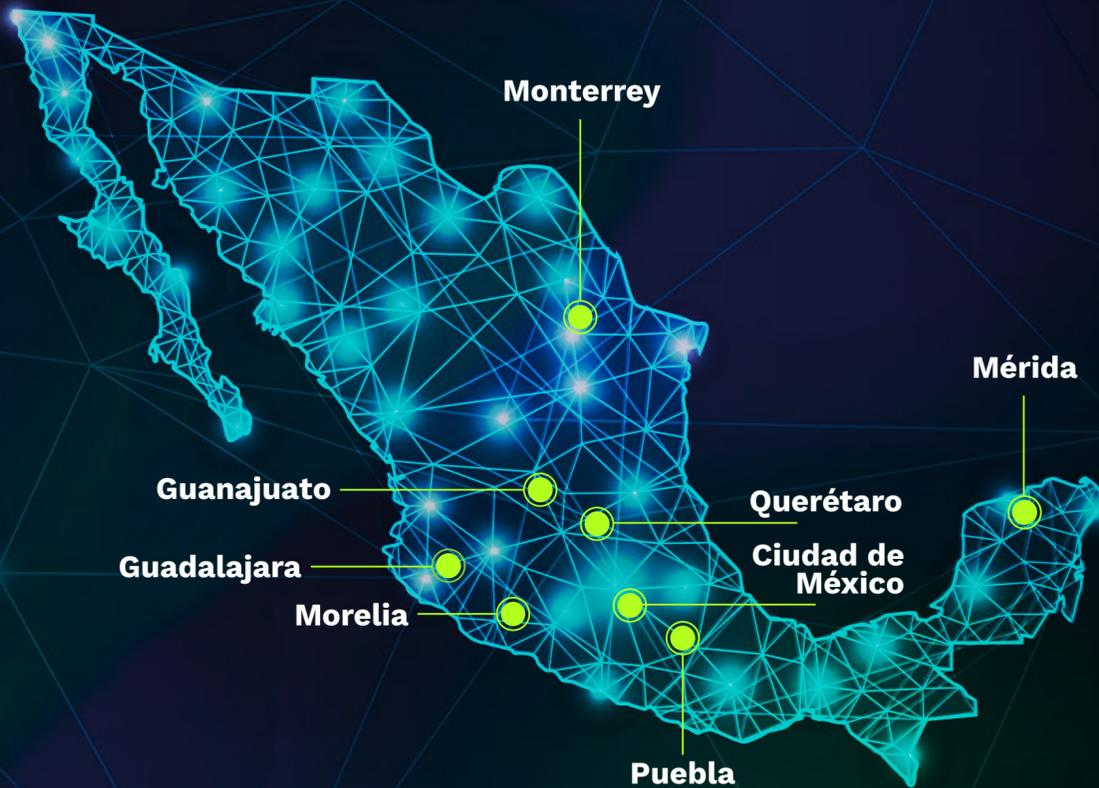 Monterrey
Mérida
Guanajuato
Querétaro
Ciudad de
México
Guadalajara
Morelia
Puebla